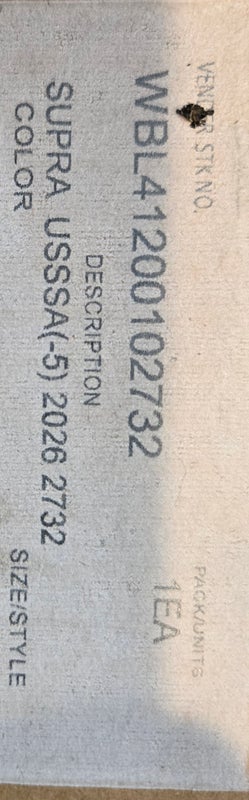 VENDOR STK NO. PACK/UNITS
WBL41200102732 1EA
DESCRIPTION
SUPRA USSSA(-5) 2026 2732
COLOR SIZE/STYLE